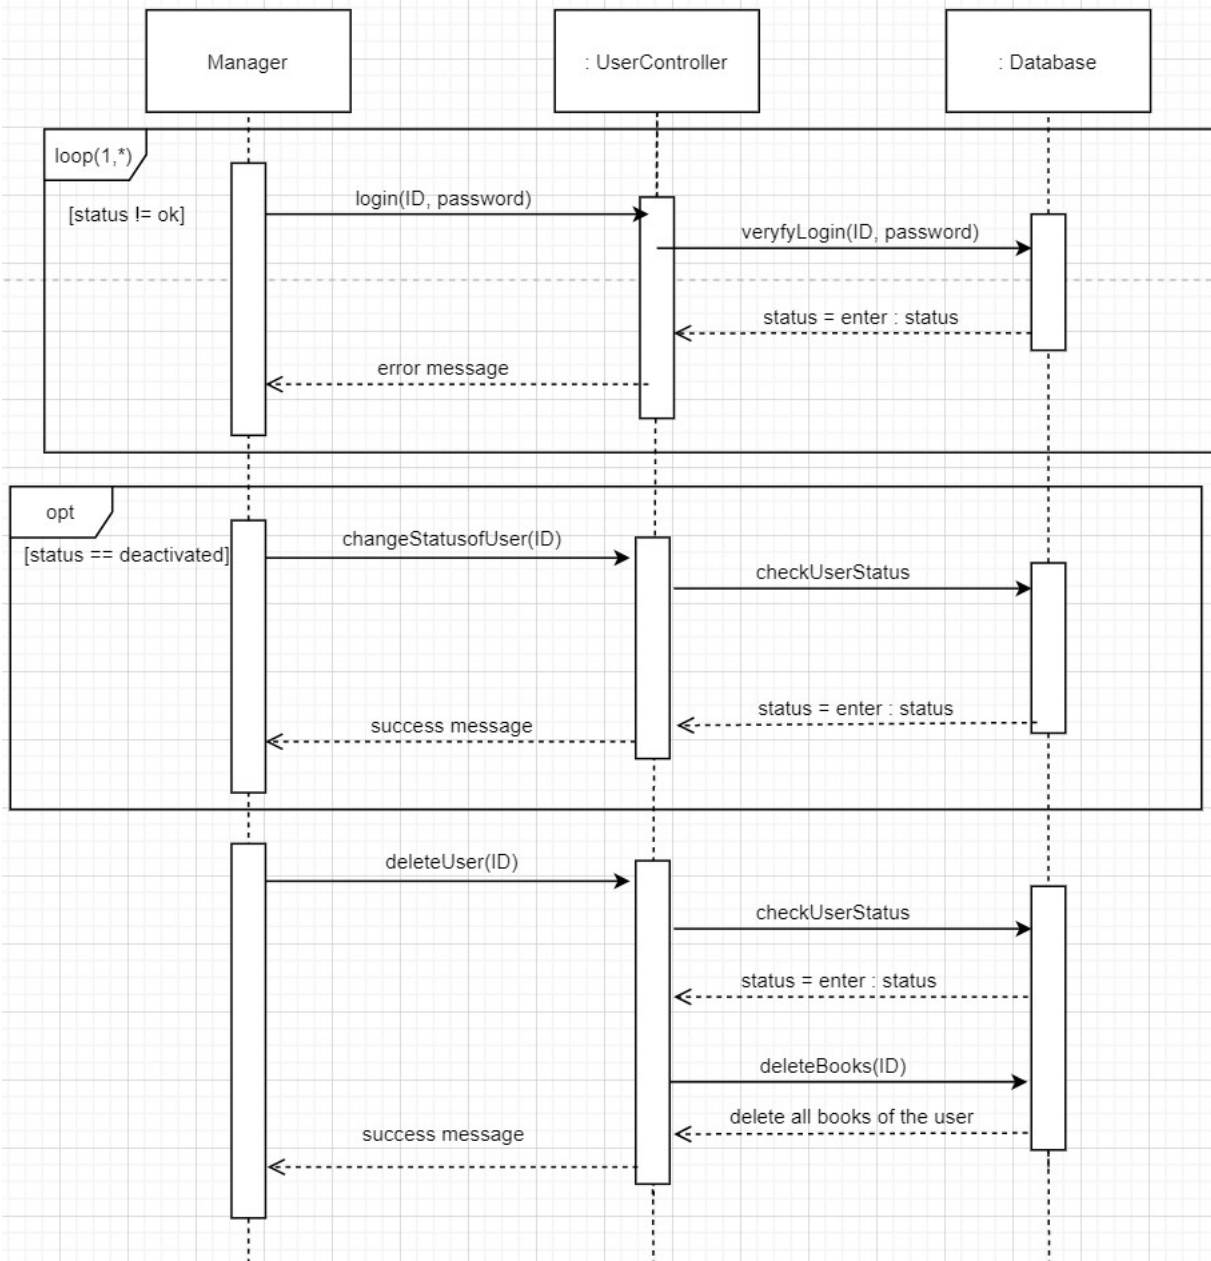 Manager
: UserController
: Database
loop(1,*)
[status != ok]
login(ID, password)
veryfyLogin(ID, password)
status = enter : status
error message
opt
[status == deactivated]
changeStatusofUser(ID)
checkUserStatus
status = enter : status
success message
deleteUser(ID)
checkUserStatus
status = enter : status
deleteBooks(ID)
delete all books of the user
success message